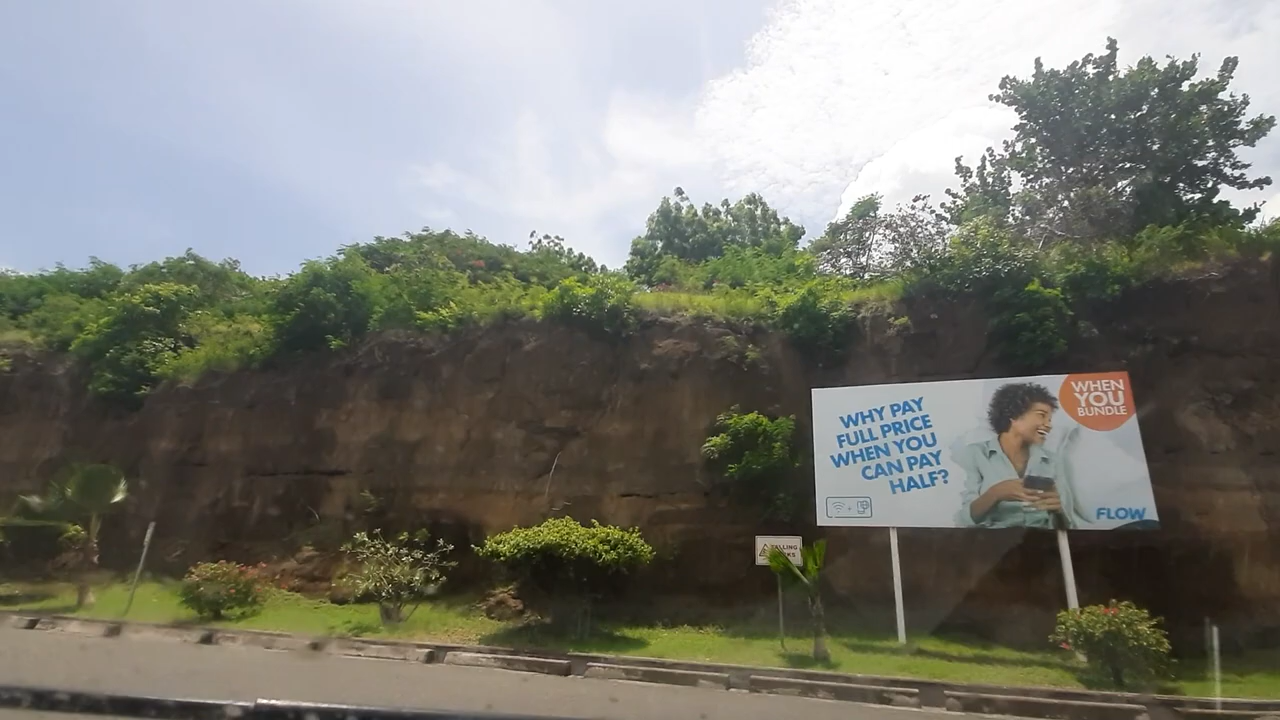 WHY PAY
FULL PRICE
WHEN YOU
CAN PAY
HALF?
WHEN
YOU
BUNDLE
FLOW